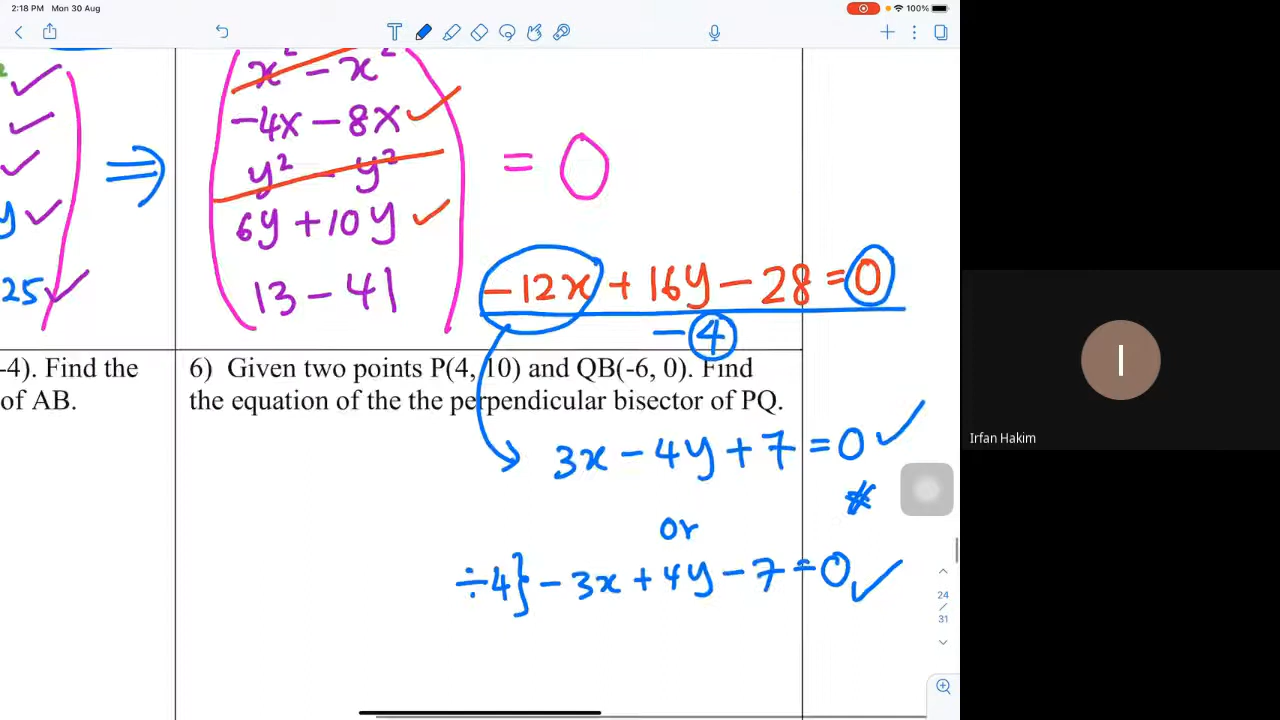 2:18 PM Mon 30 Aug
100%
x² − x²
−4x − 8x
y² − y²
6y + 10y
13 − 41
= 0
y
25
−12x + 16y − 28 = 0
−4
-4). Find the
of AB.
6) Given two points P(4, 10) and QB(-6, 0). Find
the equation of the the perpendicular bisector of PQ.
3x − 4y + 7 = 0
or
÷4} −3x + 4y − 7 = 0
24
/
31
I
Irfan Hakim